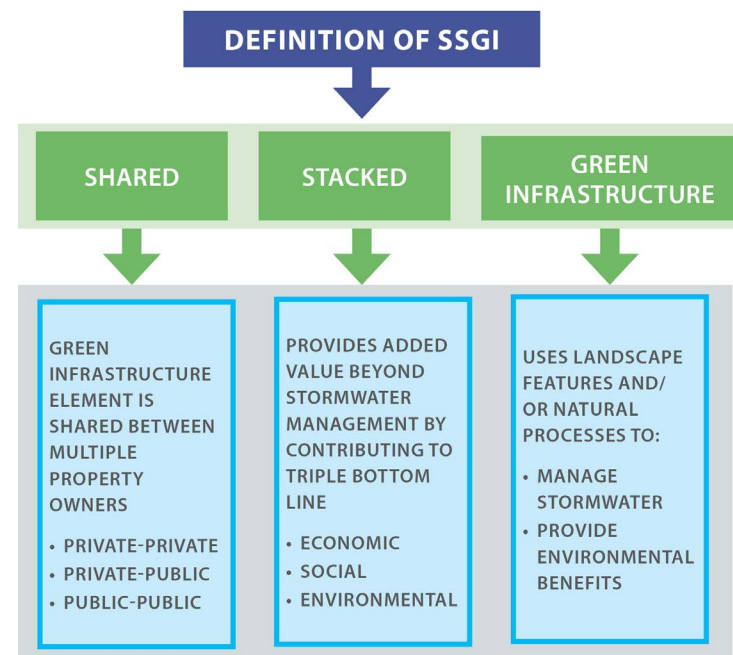 DEFINITION OF SSGI
SHARED
STACKED
GREEN
INFRASTRUCTURE
GREEN
INFRASTRUCTURE
ELEMENT IS
SHARED BETWEEN
MULTIPLE
PROPERTY
OWNERS
• PRIVATE-PRIVATE
• PRIVATE-PUBLIC
• PUBLIC-PUBLIC
PROVIDES ADDED
VALUE BEYOND
STORMWATER
MANAGEMENT BY
CONTRIBUTING TO
TRIPLE BOTTOM
LINE
• ECONOMIC
• SOCIAL
• ENVIRONMENTAL
USES LANDSCAPE
FEATURES AND/
OR NATURAL
PROCESSES TO:
• MANAGE
STORMWATER
• PROVIDE
ENVIRONMENTAL
BENEFITS